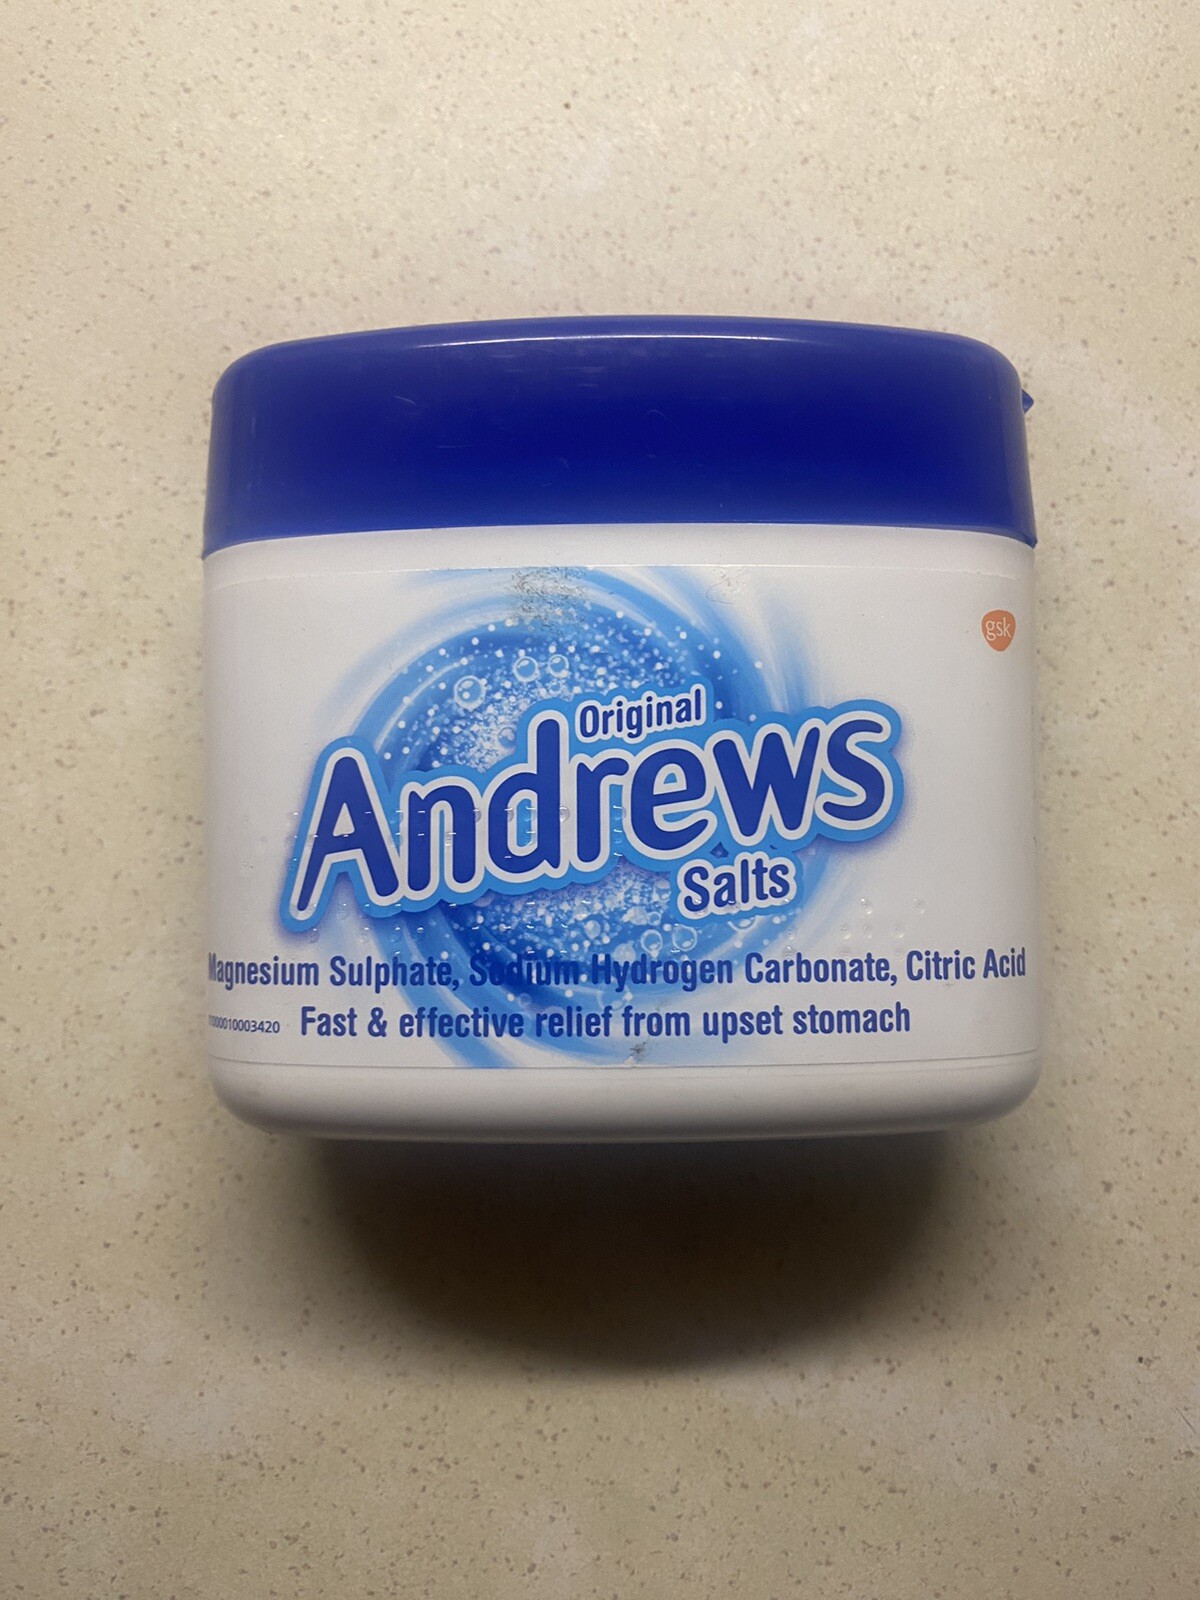 gsk
Original
Andrews
Salts
Magnesium Sulphate, Sodium Hydrogen Carbonate, Citric Acid
Fast & effective relief from upset stomach